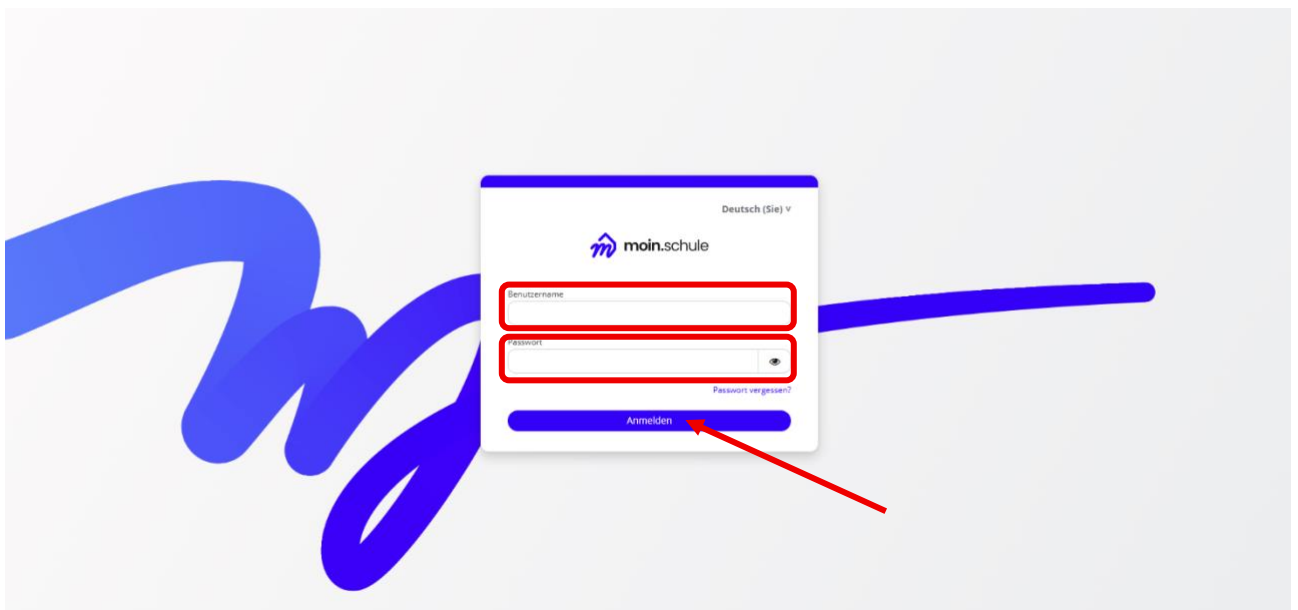 Deutsch (Sie) v
moin.schule
Benutzername
Passwort
Passwort vergessen?
Anmelden